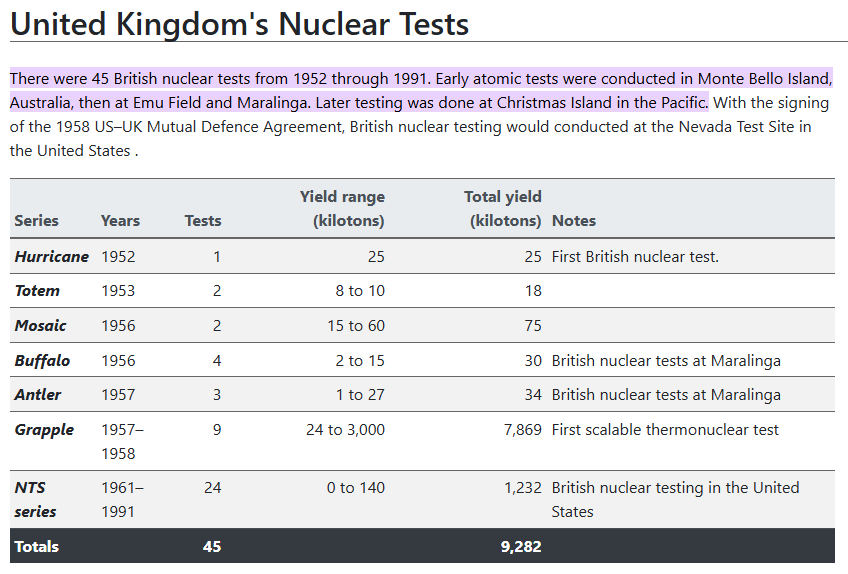 United Kingdom's Nuclear Tests
There were 45 British nuclear tests from 1952 through 1991. Early atomic tests were conducted in Monte Bello Island,
Australia, then at Emu Field and Maralinga. Later testing was done at Christmas Island in the Pacific. With the signing
of the 1958 US–UK Mutual Defence Agreement, British nuclear testing would conducted at the Nevada Test Site in
the United States .
Series Years Tests Yield range (kilotons) Total yield (kilotons) Notes
Hurricane 1952 1 25 25 First British nuclear test.
Totem 1953 2 8 to 10 18
Mosaic 1956 2 15 to 60 75
Buffalo 1956 4 2 to 15 30 British nuclear tests at Maralinga
Antler 1957 3 1 to 27 34 British nuclear tests at Maralinga
Grapple 1957–1958 9 24 to 3,000 7,869 First scalable thermonuclear test
NTS series 1961–1991 24 0 to 140 1,232 British nuclear testing in the United States
Totals 45 9,282